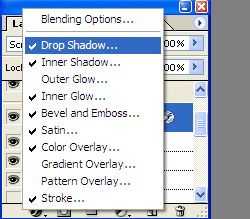 Blending Options...
Drop Shadow...
Inner Shadow...
Outer Glow...
Inner Glow...
Bevel and Emboss...
Satin...
Color Overlay...
Gradient Overlay...
Pattern Overlay...
Stroke...
00%
00%